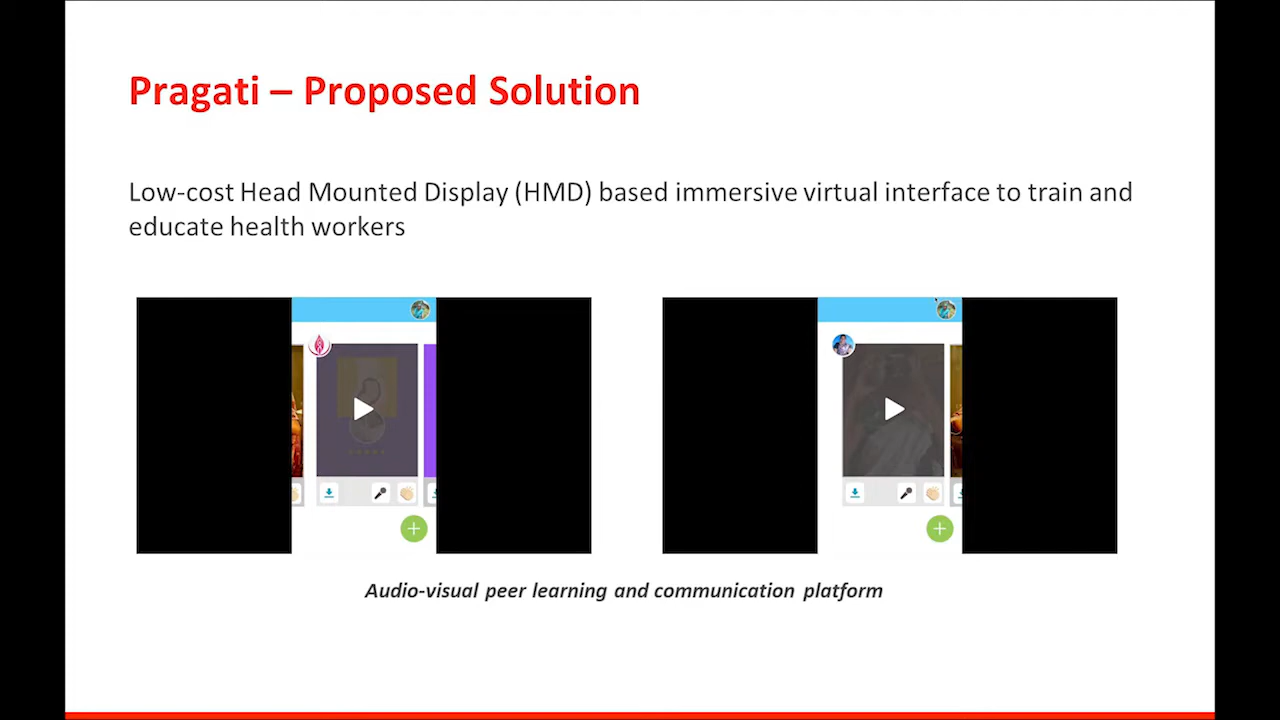 Pragati – Proposed Solution
Low-cost Head Mounted Display (HMD) based immersive virtual interface to train and
educate health workers
Audio-visual peer learning and communication platform